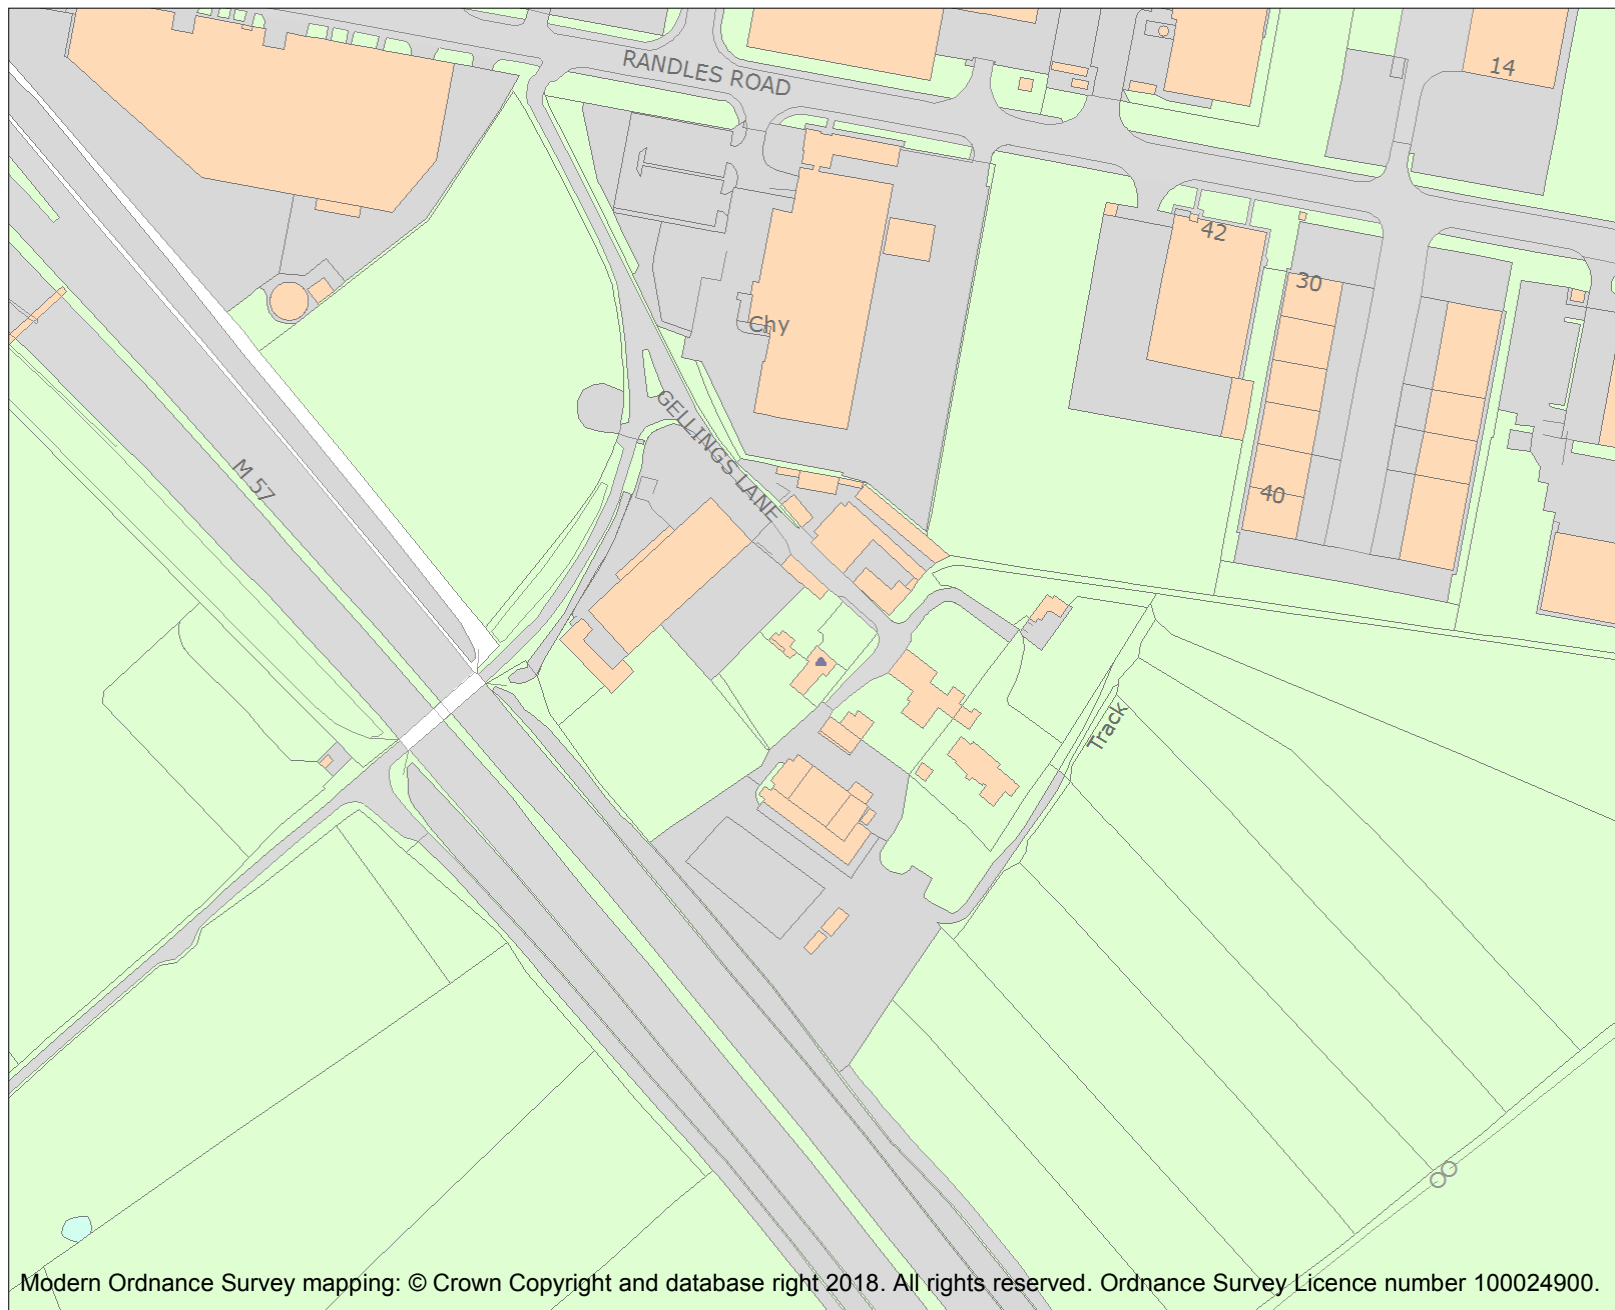 RANDLES ROAD
14
42
30
Chy
GELLINGS LANE
M 57
40
Track
Modern Ordnance Survey mapping: © Crown Copyright and database right 2018. All rights reserved. Ordnance Survey Licence number 100024900.